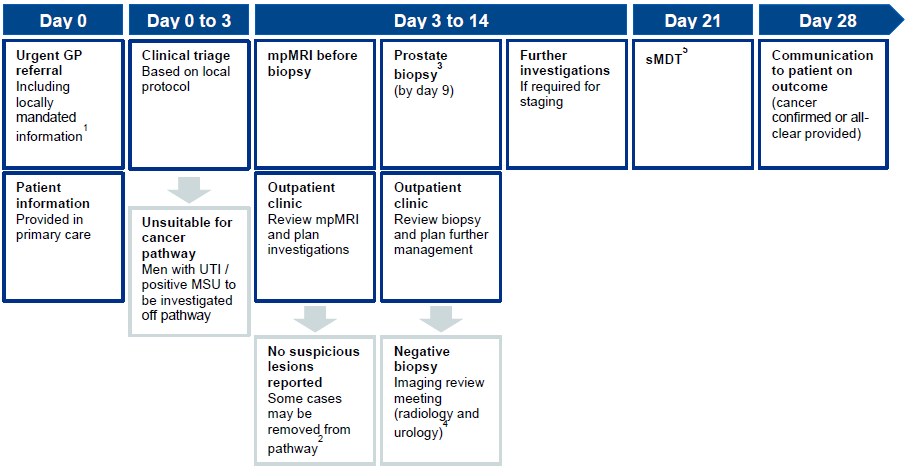 Day 0
Day 0 to 3
Day 3 to 14
Day 21
Day 28
Urgent GP
referral
Including
locally
mandated
information1
Clinical triage
Based on local
protocol
mpMRI before
biopsy
Prostate
biopsy3
(by day 9)
Further
investigations
If required for
staging
sMDT5
Communication
to patient on
outcome
(cancer
confirmed or all-
clear provided)
Patient
information
Provided in
primary care
Unsuitable for
cancer
pathway
Men with UTI /
positive MSU to
be investigated
off pathway
Outpatient
clinic
Review mpMRI
and plan
investigations
Outpatient
clinic
Review biopsy
and plan further
management
No suspicious
lesions
reported
Some cases
may be
removed from
pathway2
Negative
biopsy
Imaging review
meeting
(radiology and
urology)4